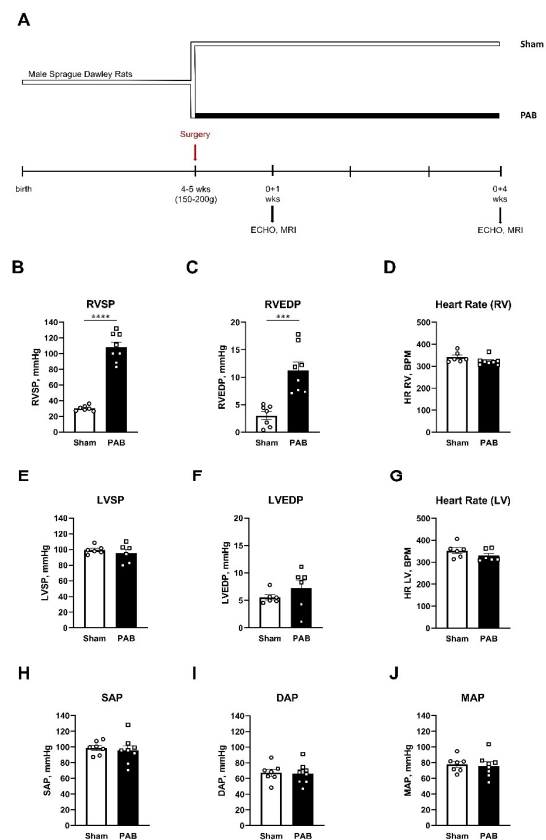 A
Sham
Male Sprague Dawley Rats
PAB
Surgery
birth
4-5 wks
(150-200g)
0+1
wks
0+4
wks
ECHO, MRI
ECHO, MRI
B
C
D
RVSP
RVEDP
Heart Rate (RV)
****
***
RVSP, mmHg
140
120
100
80
60
40
20
0
Sham PAB
RVEDP, mmHg
20
15
10
5
0
Sham PAB
HR RV, BPM
500
400
300
200
100
0
Sham PAB
E
F
G
LVSP
LVEDP
Heart Rate (LV)
LVSP, mmHg
140
120
100
80
60
40
20
0
Sham PAB
LVEDP, mmHg
20
15
10
5
0
Sham PAB
HR LV, BPM
500
400
300
200
100
0
Sham PAB
H
I
J
SAP
DAP
MAP
SAP, mmHg
140
120
100
80
60
40
20
0
Sham PAB
DAP, mmHg
140
120
100
80
60
40
20
0
Sham PAB
MAP, mmHg
140
120
100
80
60
40
20
0
Sham PAB